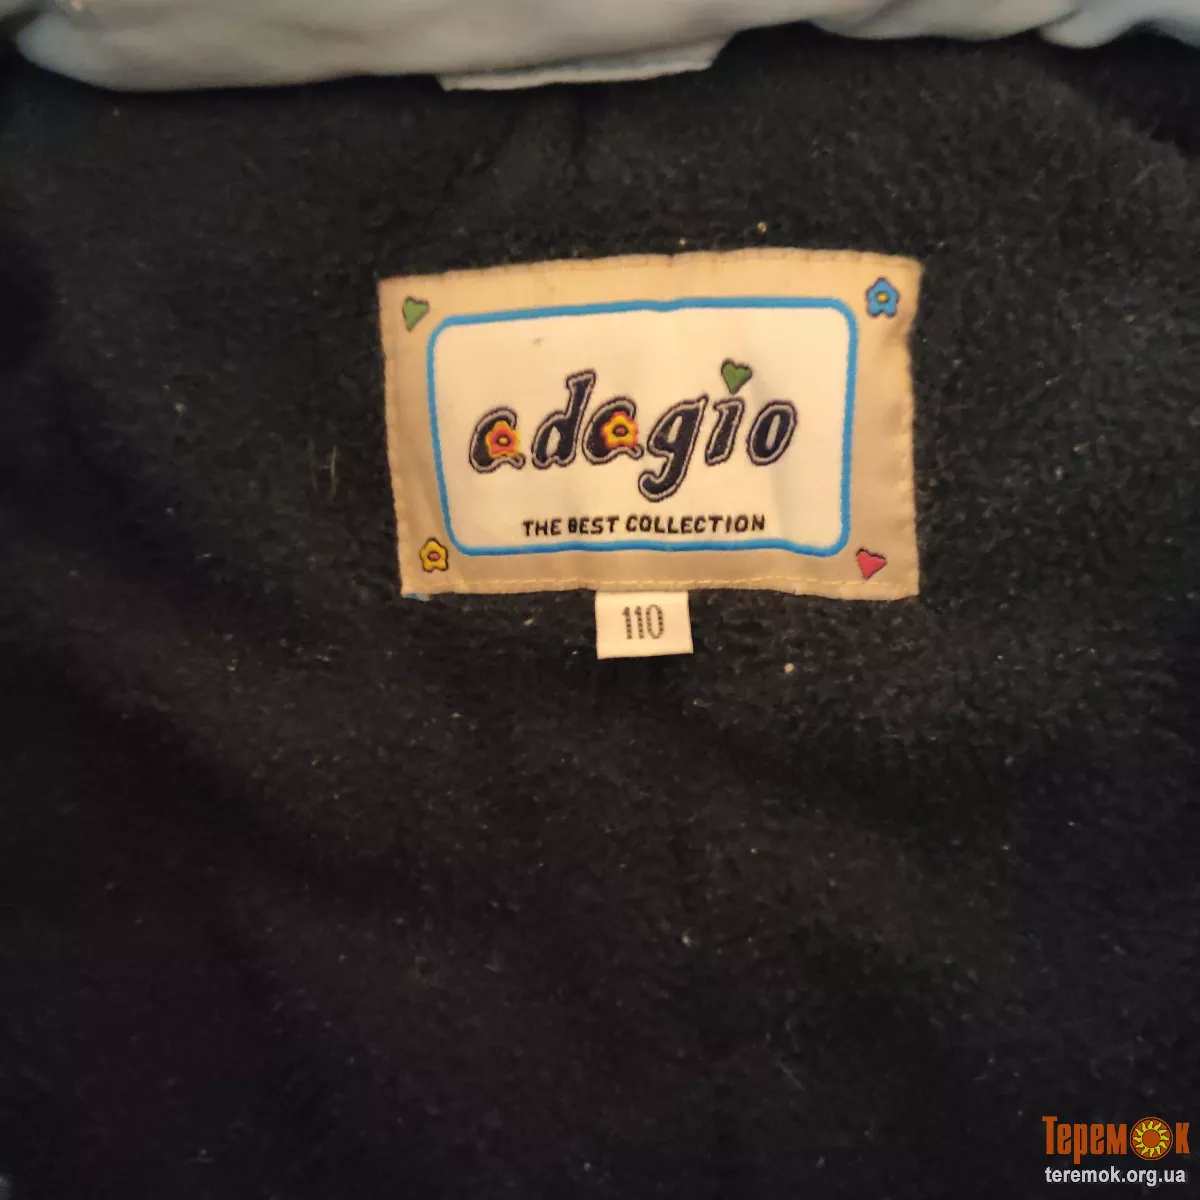 adagio
THE BEST COLLECTION
110
Теремок
teremok.org.ua